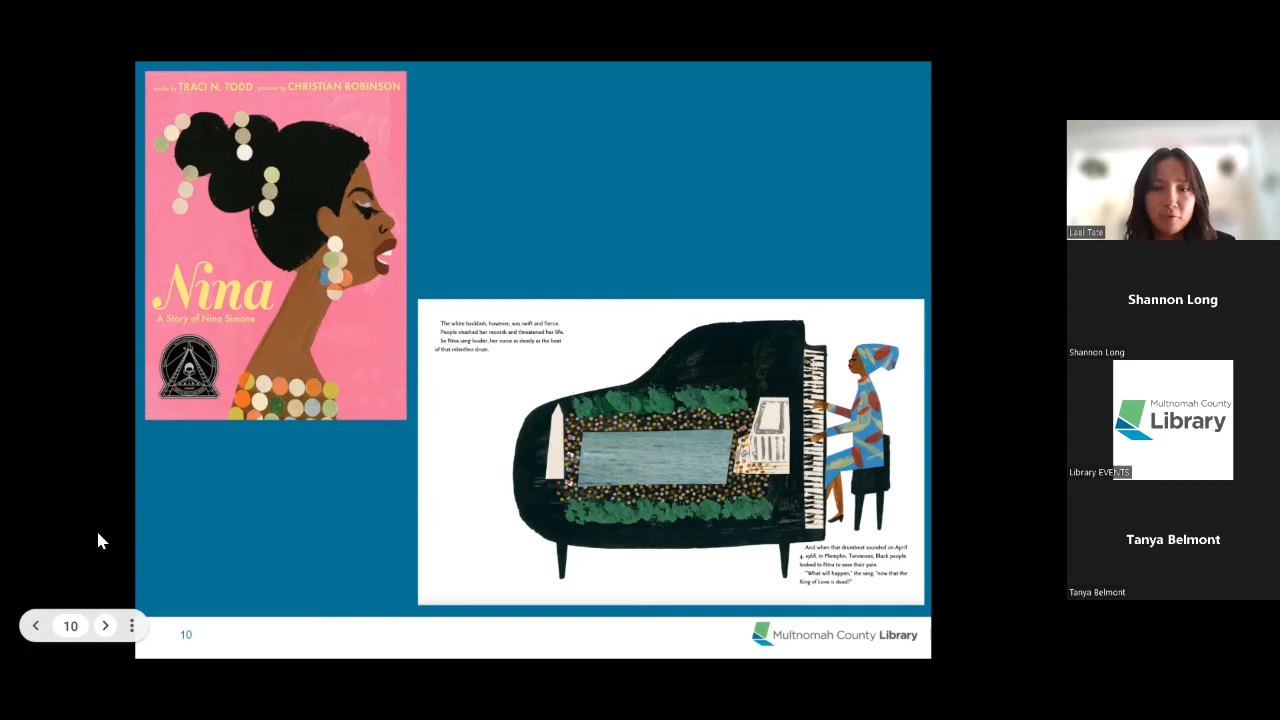 words by TRACI N. TODD pictures by CHRISTIAN ROBINSON
Nina
A Story of Nina Simone
The white backlash, however, was swift and fierce.
People smashed her records and threatened her life.
So Nina sang louder, her voice as steady as the beat
of that relentless drum.
And when that drumbeat sounded on April
4, 1968, in Memphis, Tennessee, Black people
looked to Nina to ease their pain.
"What will happen," she sang, "now that the
King of Love is dead?"
10
10
Multnomah County Library
Lael Tate
Shannon Long
Shannon Long
Multnomah County
Library
Library EVENTS
Tanya Belmont
Tanya Belmont